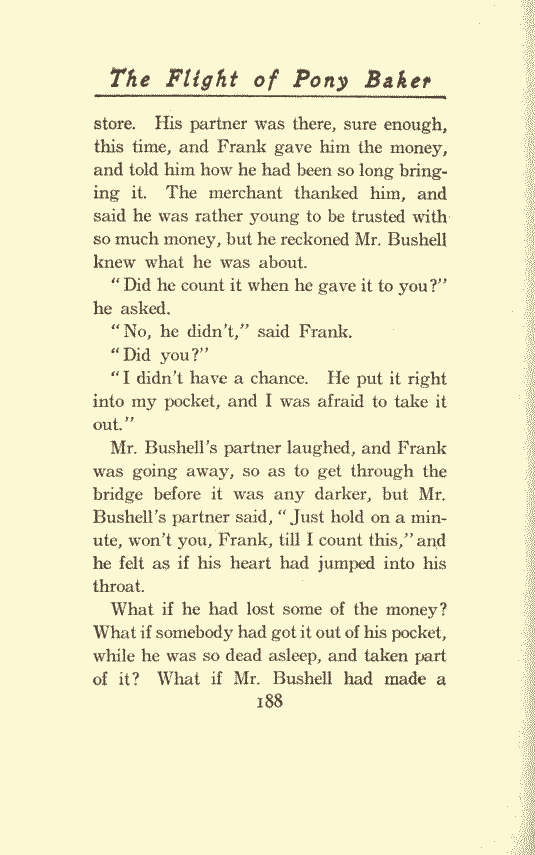 The Flight of Pony Baker
store. His partner was there, sure enough,
this time, and Frank gave him the money,
and told him how he had been so long bring-
ing it. The merchant thanked him, and
said he was rather young to be trusted with
so much money, but he reckoned Mr. Bushell
knew what he was about.
"Did he count it when he gave it to you?"
he asked.
"No, he didn't," said Frank.
"Did you?"
"I didn't have a chance. He put it right
into my pocket, and I was afraid to take it
out."
Mr. Bushell's partner laughed, and Frank
was going away, so as to get through the
bridge before it was any darker, but Mr.
Bushell's partner said, "Just hold on a min-
ute, won't you, Frank, till I count this," and
he felt as if his heart had jumped into his
throat.
What if he had lost some of the money?
What if somebody had got it out of his pocket,
while he was so dead asleep, and taken part
of it? What if Mr. Bushell had made a
188